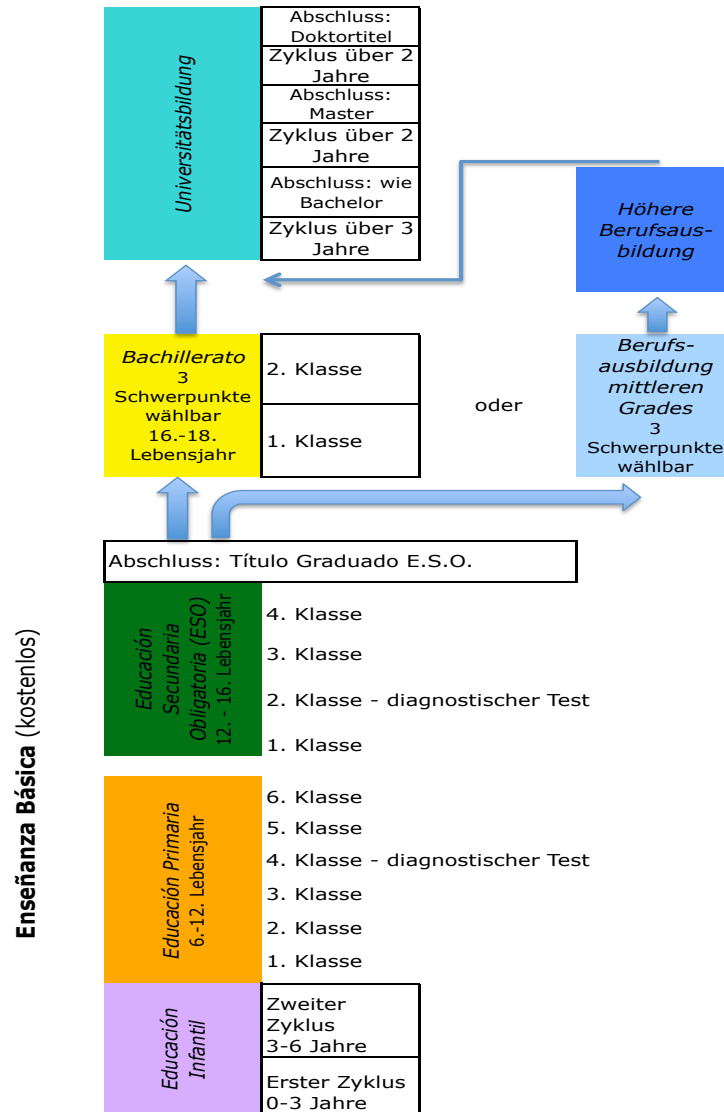 Universitätsbildung
Abschluss:
Doktortitel
Zyklus über 2
Jahre
Abschluss:
Master
Zyklus über 2
Jahre
Abschluss: wie
Bachelor
Zyklus über 3
Jahre
Höhere
Berufsaus-
bildung
Bachillerato
3
Schwerpunkte
wählbar
16.-18.
Lebensjahr
2. Klasse
1. Klasse
oder
Berufs-
ausbildung
mittleren
Grades
3
Schwerpunkte
wählbar
Abschluss: Título Graduado E.S.O.
Enseñanza Básica (kostenlos)
Educación
Secundaria
Obligatoria (ESO)
12. - 16. Lebensjahr
4. Klasse
3. Klasse
2. Klasse - diagnostischer Test
1. Klasse
Educación Primaria
6.-12. Lebensjahr
6. Klasse
5. Klasse
4. Klasse - diagnostischer Test
3. Klasse
2. Klasse
1. Klasse
Educación
Infantil
Zweiter
Zyklus
3-6 Jahre
Erster Zyklus
0-3 Jahre